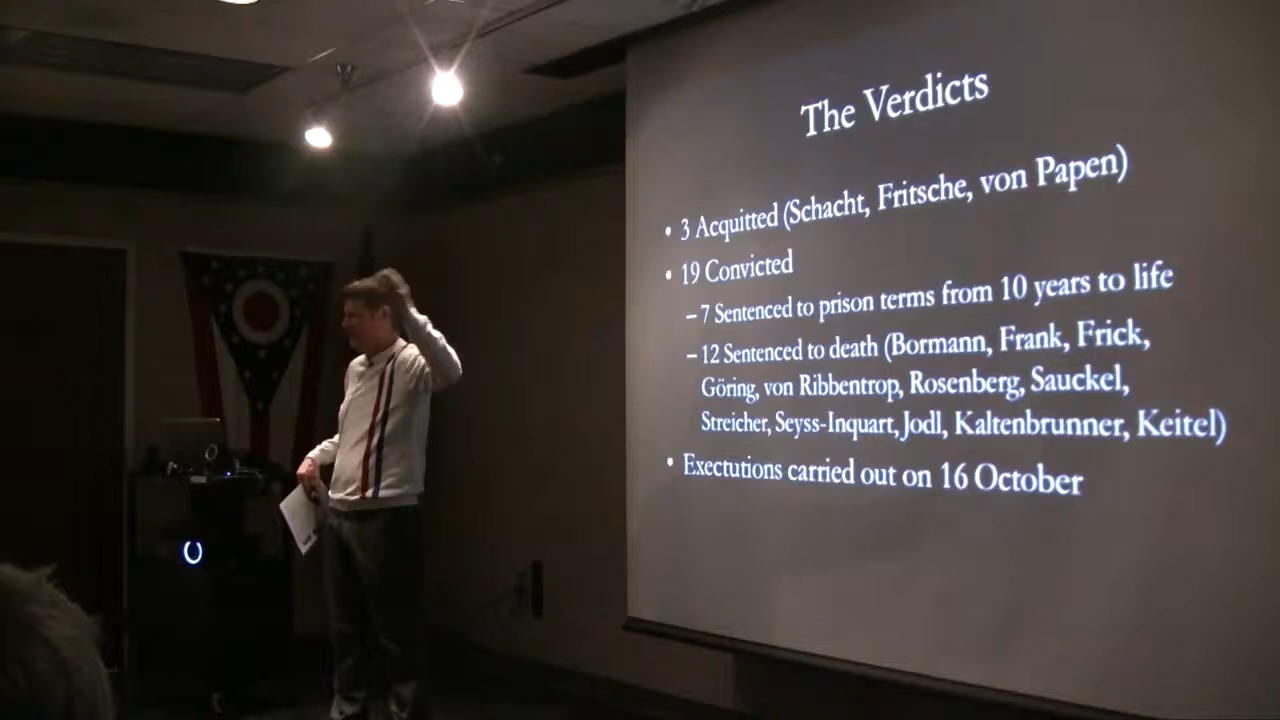 The Verdicts
• 3 Acquitted (Schacht, Fritsche, von Papen)
• 19 Convicted
– 7 Sentenced to prison terms from 10 years to life
– 12 Sentenced to death (Bormann, Frank, Frick,
Göring, von Ribbentrop, Rosenberg, Sauckel,
Streicher, Seyss-Inquart, Jodl, Kaltenbrunner, Keitel)
• Exectutions carried out on 16 October